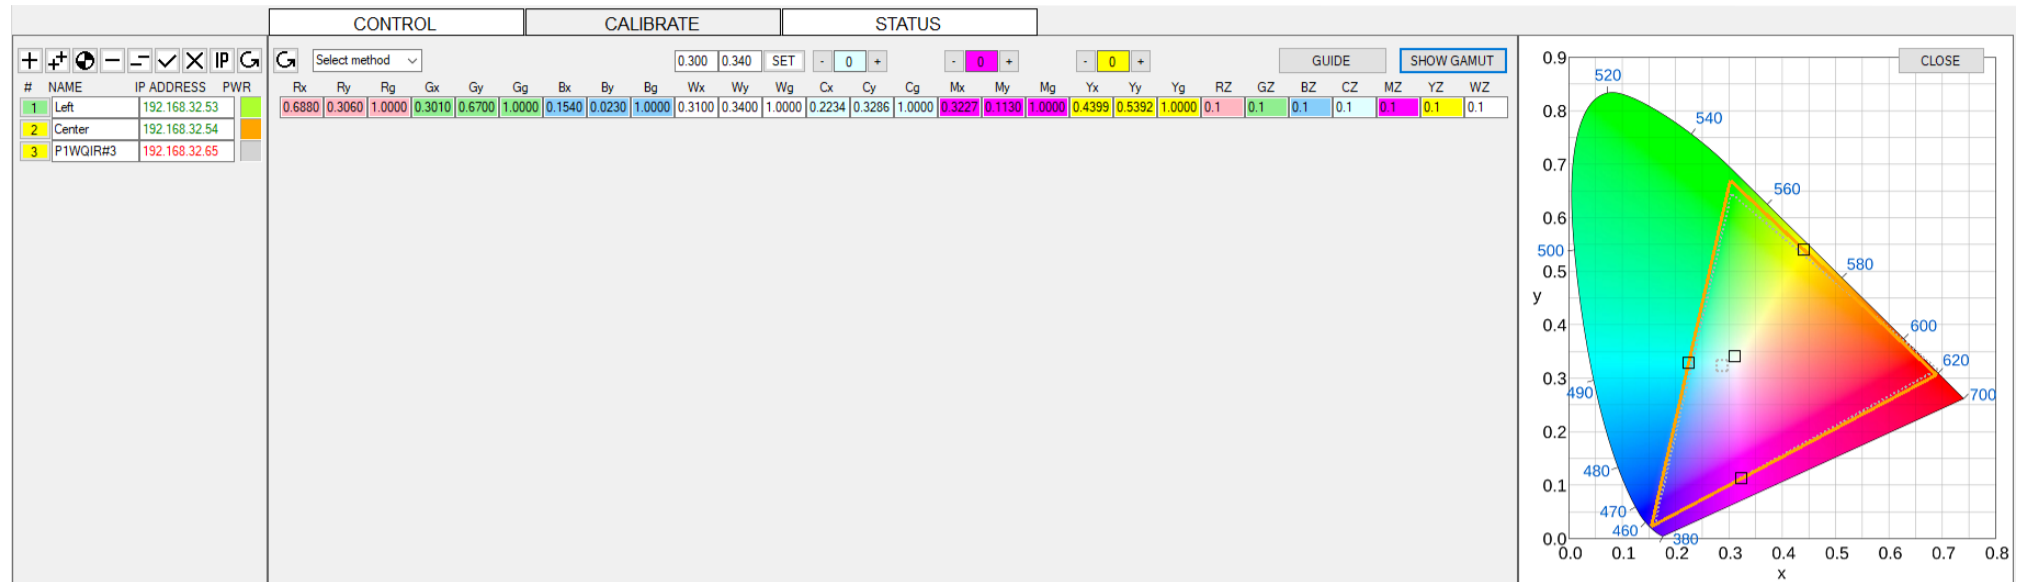 CONTROL CALIBRATE STATUS
+ ++ − IP
Select method 0.300 0.340 SET - 0 + - 0 + - 0 + GUIDE SHOW GAMUT CLOSE
# NAME IP ADDRESS PWR
Rx Ry Rg Gx Gy Gg Bx By Bg Wx Wy Wg Cx Cy Cg Mx My Mg Yx Yy Yg RZ GZ BZ CZ MZ YZ WZ
1 Left 192.168.32.53
0.6880 0.3060 1.0000 0.3010 0.6700 1.0000 0.1540 0.0230 1.0000 0.3100 0.3400 1.0000 0.2234 0.3286 1.0000 0.3227 0.1130 1.0000 0.4399 0.5392 1.0000 0.1 0.1 0.1 0.1 0.1 0.1 0.1
2 Center 192.168.32.54
3 P1WQIR#3 192.168.32.65
0.9
520
0.8
540
0.7
560
0.6
500
580
0.5
y
0.4
600
620
0.3
490
700
0.2
480
0.1
470
460
380
0.0
0.0 0.1 0.2 0.3 0.4 0.5 0.6 0.7 0.8
x